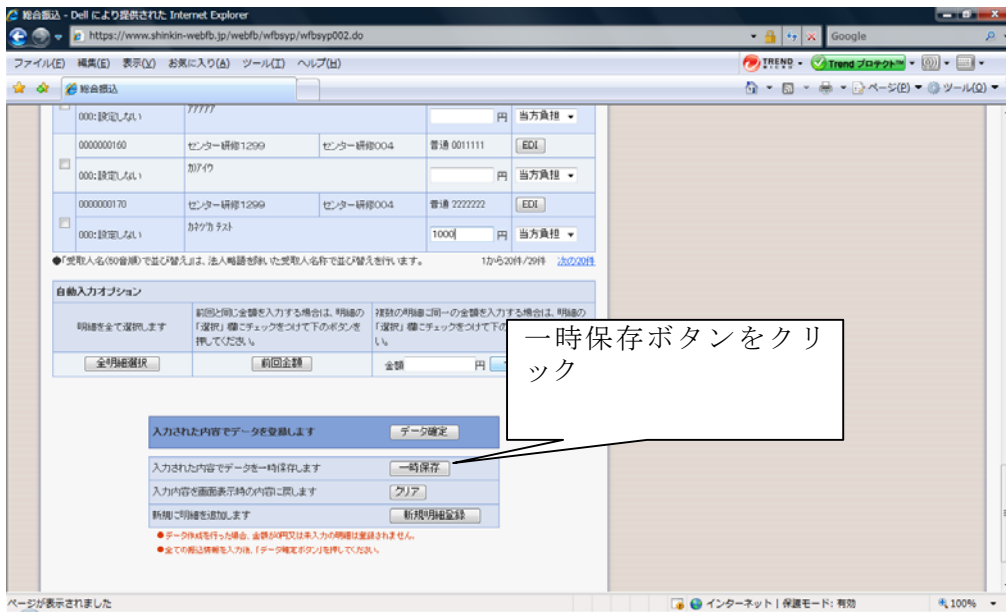 総合振込 - Dell により提供された Internet Explorer
https://www.shinkin-webfb.jp/webfb/wfbsyp/wfbsyp002.do
Google
ファイル(F) 編集(E) 表示(V) お気に入り(A) ツール(T) ヘルプ(H)
TREND Trend プロテクト™
総合振込
ページ(P) ツール(O)
000:設定しない 77777 円 当方負担
0000000160 センター研修1299 センター研修004 普通 0011111 EDI
000:設定しない 円 当方負担
0000000170 センター研修1299 センター研修004 普通 2222222 EDI
000:設定しない 1000 円 当方負担
●「受取人名(50音順)で並び替え」は、法人略語を除いた受取人名称で並び替えを行います。 1から20件/29件 次の20件
自動入力オプション
明細を全て選択します
前回と同じ金額を入力する場合は、明細の
「選択」欄にチェックをつけて下のボタンを
押してください。
複数の明細に同一の金額を入力する場合は、明細の
「選択」欄にチェックをつけて下の
い。
全明細選択 前回金額 金額 円
一時保存ボタンをクリ
ック
入力された内容でデータを登録します データ確定
入力された内容でデータを一時保存します 一時保存
入力内容を画面表示時の内容に戻します クリア
新規に明細を追加します 新規明細登録
●データ作成を行った場合、金額が0円又は未入力の明細は登録されません。
●全ての振込情報を入力後、「データ確定ボタン」を押してください。
ページが表示されました インターネット | 保護モード: 有効 100%